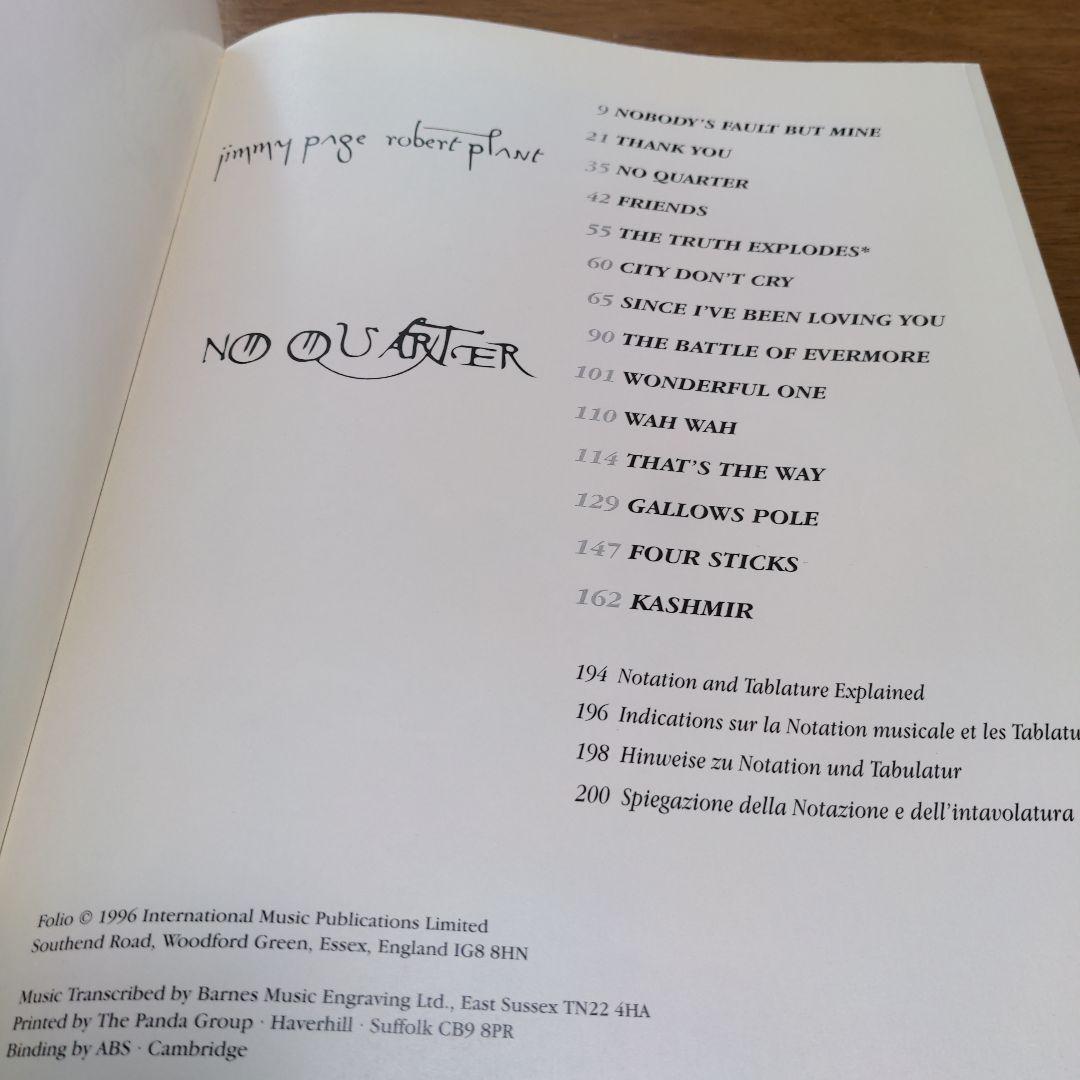 jimmy page robert plant
NO QUARTER
9 NOBODY'S FAULT BUT MINE
21 THANK YOU
35 NO QUARTER
42 FRIENDS
55 THE TRUTH EXPLODES*
60 CITY DON'T CRY
65 SINCE I'VE BEEN LOVING YOU
90 THE BATTLE OF EVERMORE
101 WONDERFUL ONE
110 WAH WAH
114 THAT'S THE WAY
129 GALLOWS POLE
147 FOUR STICKS
162 KASHMIR
194 Notation and Tablature Explained
196 Indications sur la Notation musicale et les Tablatu
198 Hinweise zu Notation und Tabulatur
200 Spiegazione della Notazione e dell'intavolatura
Folio © 1996 International Music Publications Limited
Southend Road, Woodford Green, Essex, England IG8 8HN
Music Transcribed by Barnes Music Engraving Ltd., East Sussex TN22 4HA
Printed by The Panda Group · Haverhill · Suffolk CB9 8PR
Binding by ABS · Cambridge